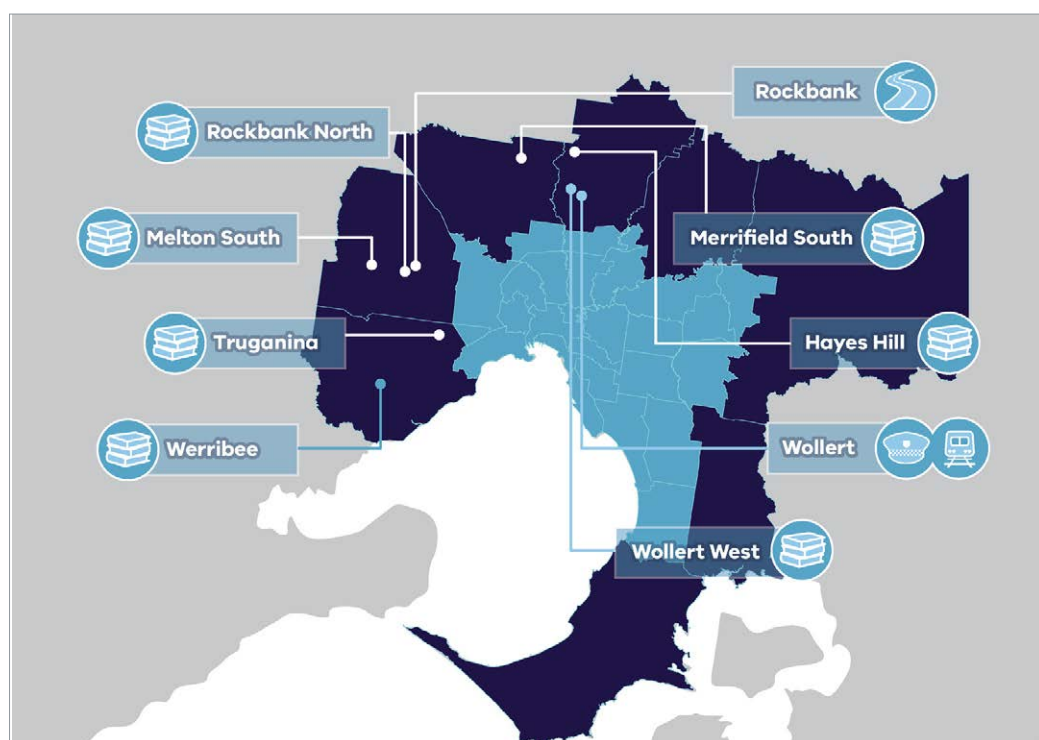 Rockbank
Rockbank North
Melton South
Merrifield South
Truganina
Hayes Hill
Werribee
Wollert
Wollert West